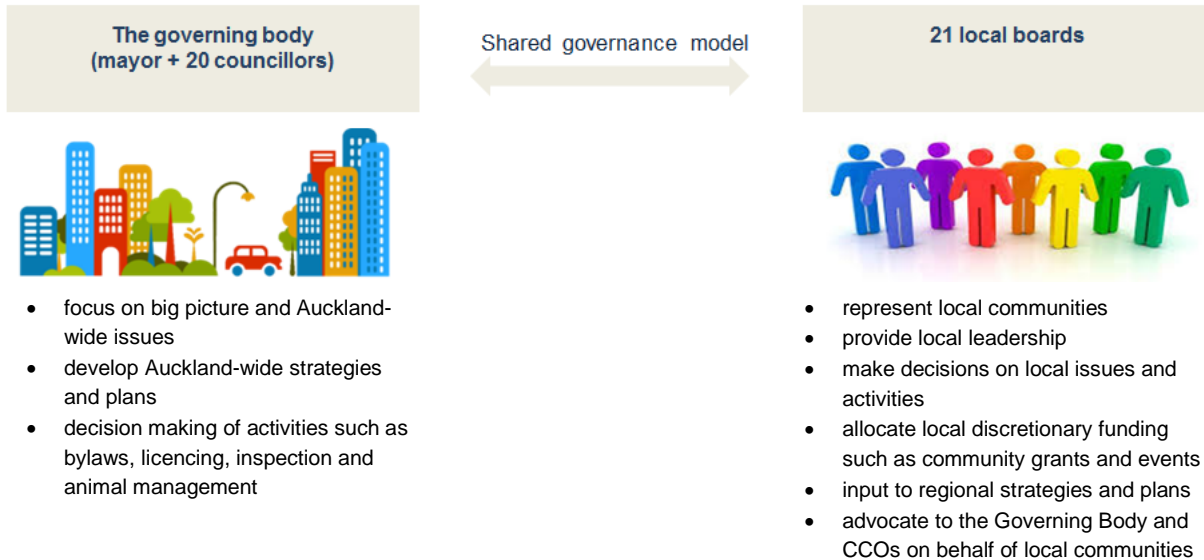 The governing body
(mayor + 20 councillors)
Shared governance model
21 local boards
• focus on big picture and Auckland-
wide issues
• develop Auckland-wide strategies
and plans
• decision making of activities such as
bylaws, licencing, inspection and
animal management
• represent local communities
• provide local leadership
• make decisions on local issues and
activities
• allocate local discretionary funding
such as community grants and events
• input to regional strategies and plans
• advocate to the Governing Body and
CCOs on behalf of local communities